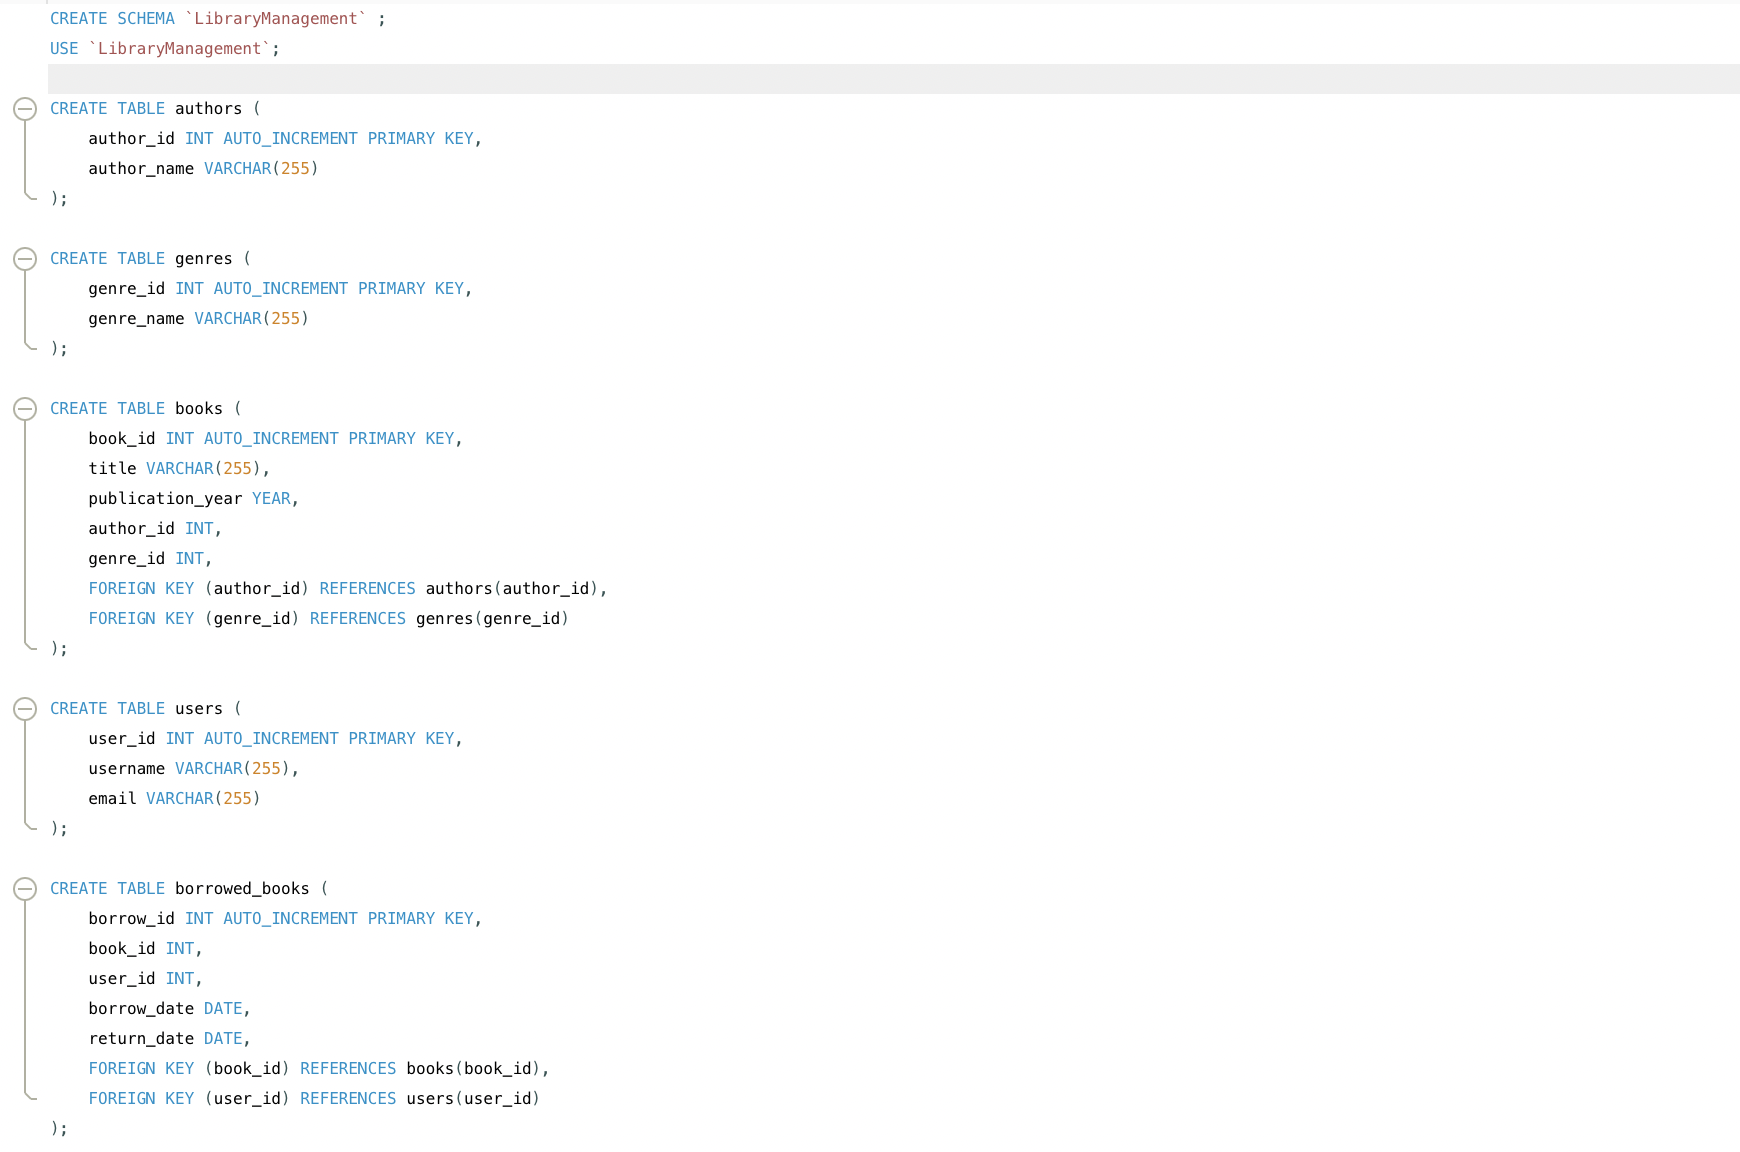 CREATE SCHEMA `LibraryManagement` ;
USE `LibraryManagement`;
CREATE TABLE authors (
    author_id INT AUTO_INCREMENT PRIMARY KEY,
    author_name VARCHAR(255)
);
CREATE TABLE genres (
    genre_id INT AUTO_INCREMENT PRIMARY KEY,
    genre_name VARCHAR(255)
);
CREATE TABLE books (
    book_id INT AUTO_INCREMENT PRIMARY KEY,
    title VARCHAR(255),
    publication_year YEAR,
    author_id INT,
    genre_id INT,
    FOREIGN KEY (author_id) REFERENCES authors(author_id),
    FOREIGN KEY (genre_id) REFERENCES genres(genre_id)
);
CREATE TABLE users (
    user_id INT AUTO_INCREMENT PRIMARY KEY,
    username VARCHAR(255),
    email VARCHAR(255)
);
CREATE TABLE borrowed_books (
    borrow_id INT AUTO_INCREMENT PRIMARY KEY,
    book_id INT,
    user_id INT,
    borrow_date DATE,
    return_date DATE,
    FOREIGN KEY (book_id) REFERENCES books(book_id),
    FOREIGN KEY (user_id) REFERENCES users(user_id)
);